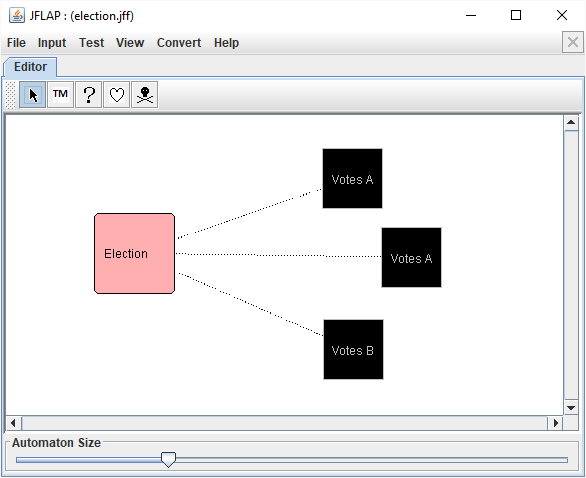 JFLAP : (election.jff)
File Input Test View Convert Help
Editor
TM ?
Votes A
Election
Votes A
Votes B
Automaton Size